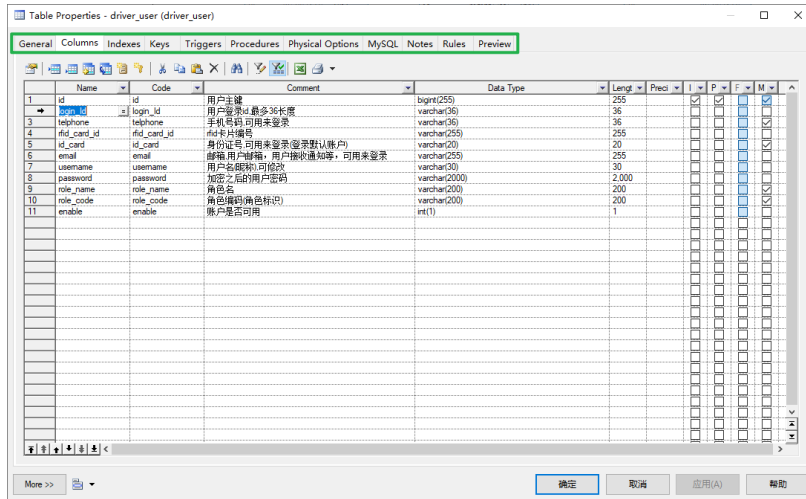 Table Properties - driver_user (driver_user)
General Columns Indexes Keys Triggers Procedures Physical Options MySQL Notes Rules Preview
Name Code Comment Data Type Lengt Preci I P F M
1 id id 用户主键 bigint(255) 255
login_Id login_Id 用户登录id,最多36长度 varchar(36) 36
3 telphone telphone 手机号码,可用来登录 varchar(36) 36
4 rfid_card_id rfid_card_id rfid卡片编号 varchar(255) 255
5 id_card id_card 身份证号,可用来登录(登录默认账户) varchar(20) 20
6 email email 邮箱,用户邮箱，用户接收通知等，可用来登录 varchar(255) 255
7 username username 用户名(昵称),可修改 varchar(30) 30
8 password password 加密之后的用户密码 varchar(2000) 2,000
9 role_name role_name 角色名 varchar(200) 200
10 role_code role_code 角色编码(角色标识) varchar(200) 200
11 enable enable 账户是否可用 int(1) 1
More >> 确定 取消 应用(A) 帮助